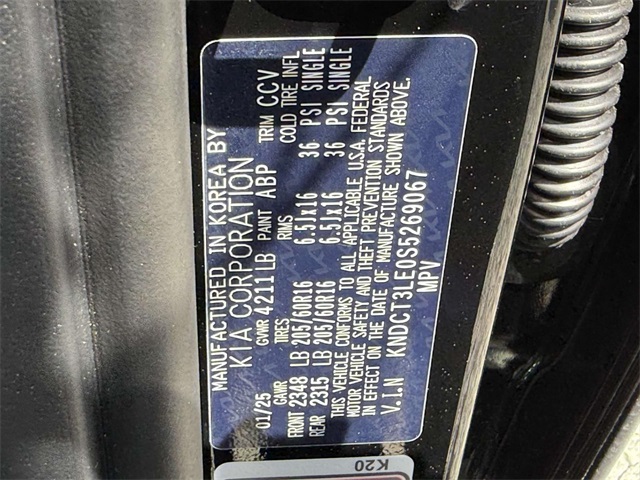 MANUFACTURED IN KOREA BY
KIA CORPORATION
01/25 GVWR 4211LB PAINT ABP TRIM CCV
GAWR TIRES RIMS COLD TIRE INFL
FRONT 2348 LB 205/60R16 6.5Jx16 36 PSI SINGLE
REAR 2315 LB 205/60R16 6.5Jx16 36 PSI SINGLE
THIS VEHICLE CONFORMS TO ALL APPLICABLE U.S.A. FEDERAL
MOTOR VEHICLE SAFETY AND THEFT PREVENTION STANDARDS
IN EFFECT ON THE DATE OF MANUFACTURE SHOWN ABOVE.
V.I.N KNDCT3LE0S5269067
MPV
K20